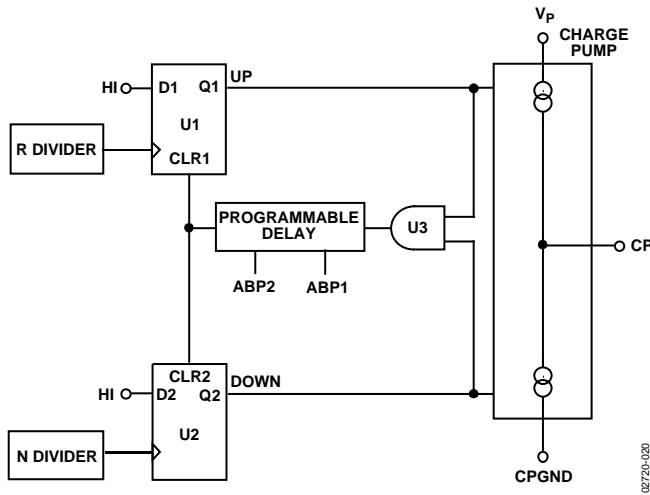 VP
CHARGE
PUMP
HI
D1
Q1
UP
U1
R DIVIDER
CLR1
PROGRAMMABLE
DELAY
U3
CP
ABP2
ABP1
HI
CLR2
D2
Q2
DOWN
U2
N DIVIDER
CPGND
02720-020